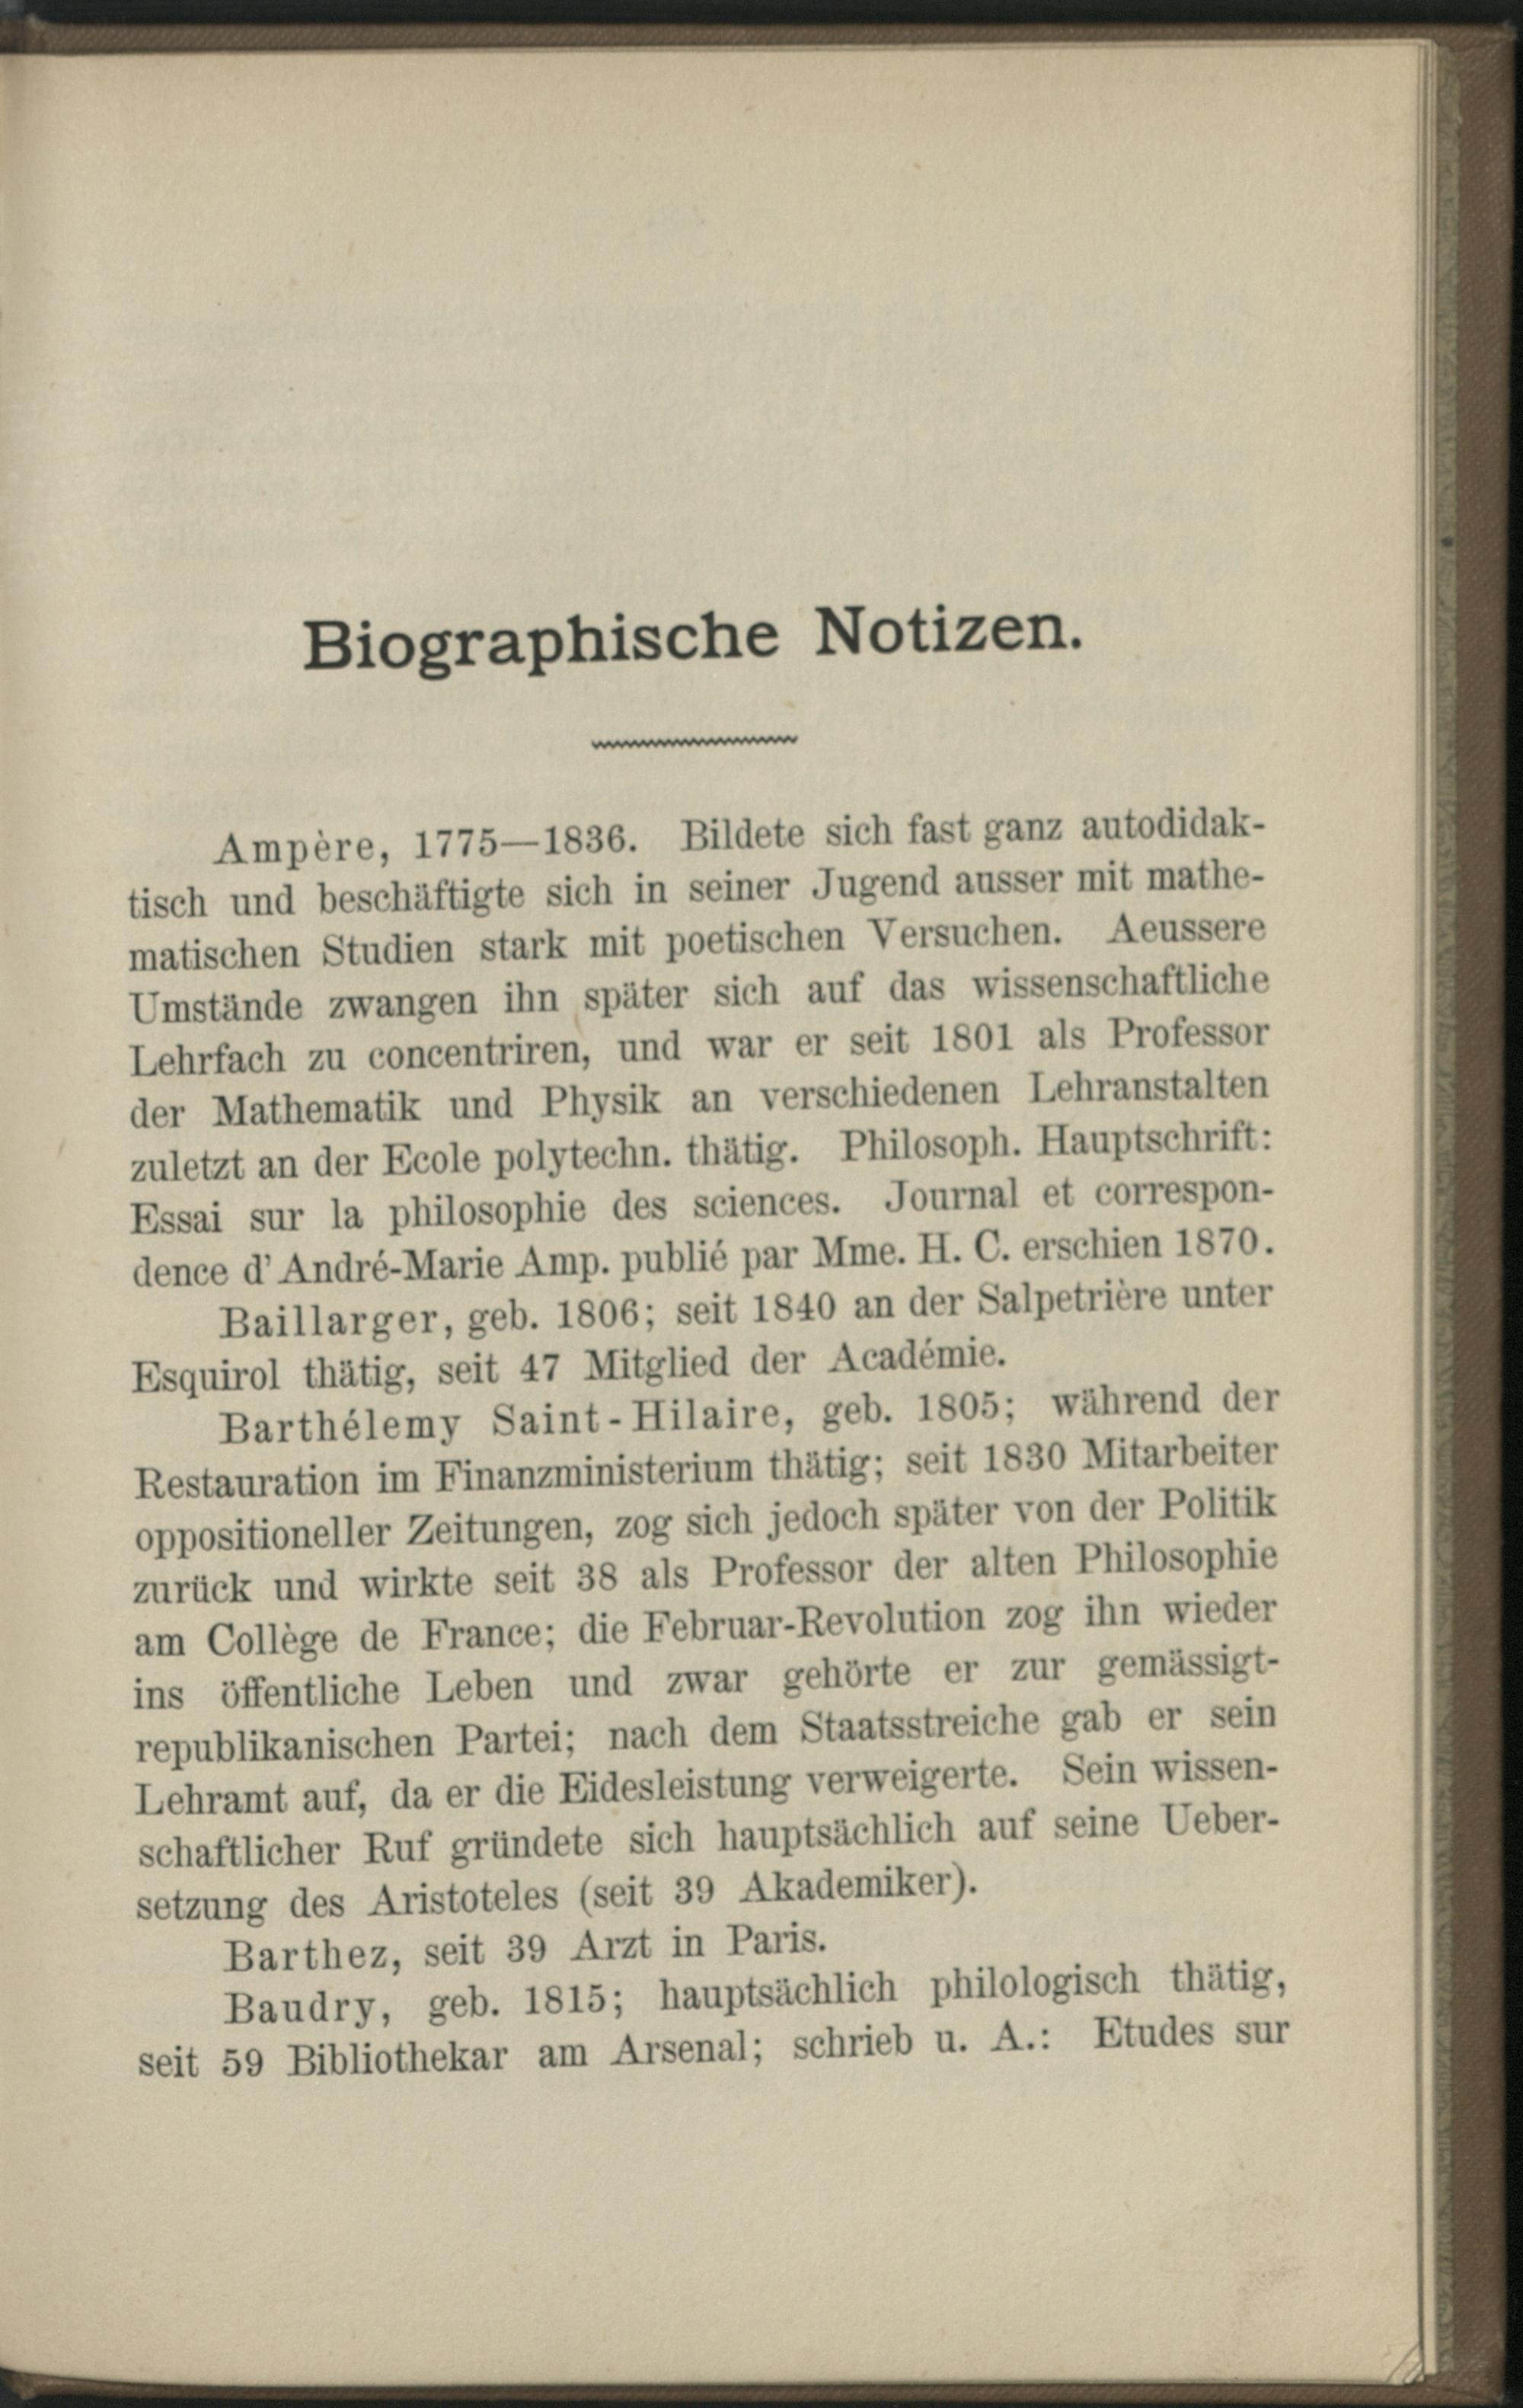 Biographische Notizen.
Ampère, 1775—1836. Bildete sich fast ganz autodidak-
tisch und beschäftigte sich in seiner Jugend ausser mit mathe-
matischen Studien stark mit poetischen Versuchen. Aeussere
Umstände zwangen ihn später sich auf das wissenschaftliche
Lehrfach zu concentriren, und war er seit 1801 als Professor
der Mathematik und Physik an verschiedenen Lehranstalten
zuletzt an der Ecole polytechn. thätig. Philosoph. Hauptschrift:
Essai sur la philosophie des sciences. Journal et correspon-
dence d' André-Marie Amp. publié par Mme. H. C. erschien 1870.
Baillarger, geb. 1806; seit 1840 an der Salpetrière unter
Esquirol thätig, seit 47 Mitglied der Académie.
Barthélemy Saint-Hilaire, geb. 1805; während der
Restauration im Finanzministerium thätig; seit 1830 Mitarbeiter
oppositioneller Zeitungen, zog sich jedoch später von der Politik
zurück und wirkte seit 38 als Professor der alten Philosophie
am Collège de France; die Februar-Revolution zog ihn wieder
ins öffentliche Leben und zwar gehörte er zur gemässigt-
republikanischen Partei; nach dem Staatsstreiche gab er sein
Lehramt auf, da er die Eidesleistung verweigerte. Sein wissen-
schaftlicher Ruf gründete sich hauptsächlich auf seine Ueber-
setzung des Aristoteles (seit 39 Akademiker).
Barthez, seit 39 Arzt in Paris.
Baudry, geb. 1815; hauptsächlich philologisch thätig,
seit 59 Bibliothekar am Arsenal; schrieb u. A.: Etudes sur